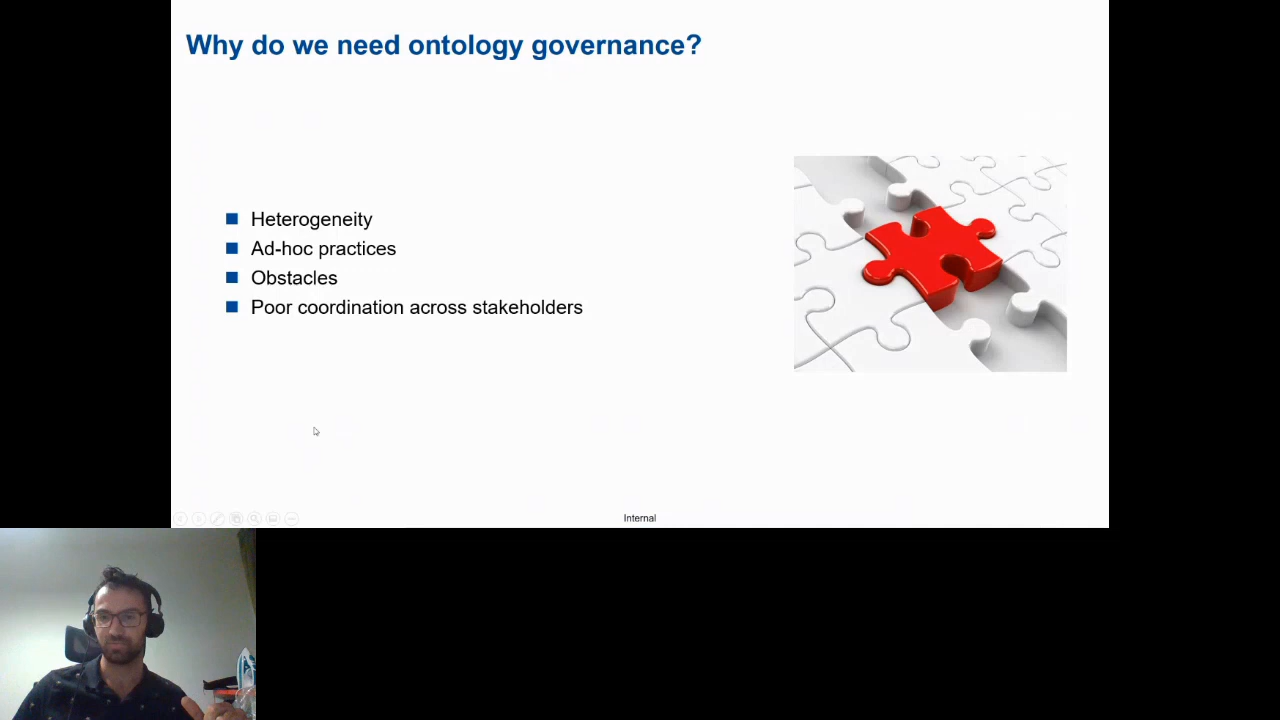 Why do we need ontology governance?
Heterogeneity
Ad-hoc practices
Obstacles
Poor coordination across stakeholders
Internal